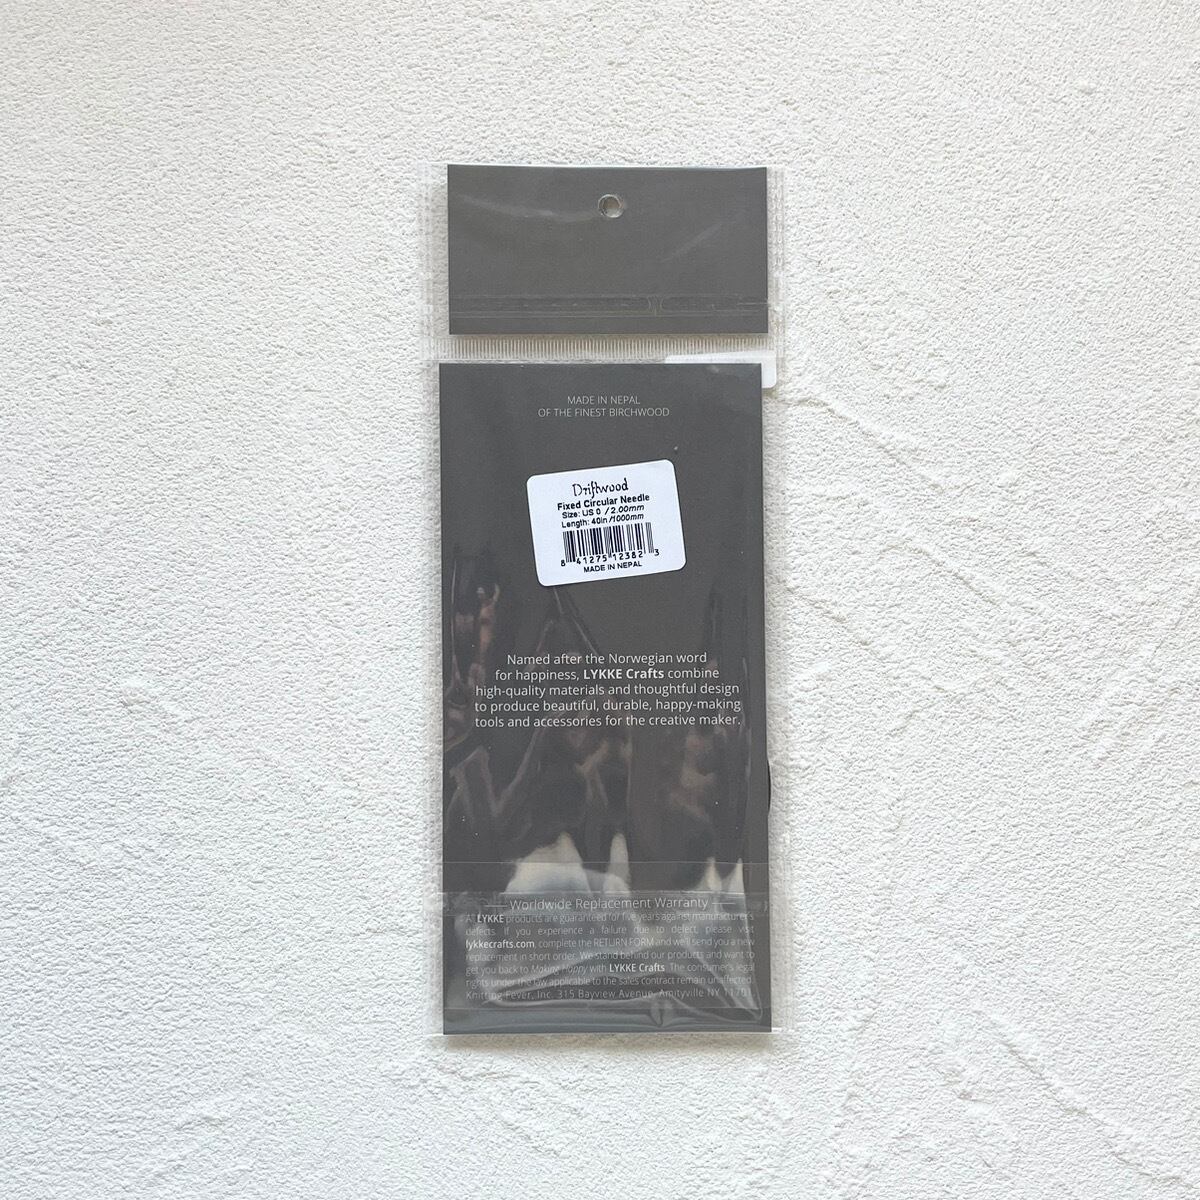 MADE IN NEPAL
OF THE FINEST BIRCHWOOD
Driftwood
Fixed Circular Needle
Size: US 0 / 2.00mm
Length: 40in /1000mm
8 41275 12382 3
MADE IN NEPAL
Named after the Norwegian word
for happiness, LYKKE Crafts combine
high-quality materials and thoughtful design
to produce beautiful, durable, happy-making
tools and accessories for the creative maker.
Worldwide Replacement Warranty
All LYKKE products are guaranteed for five years against manufacturer's
defects. If you experience a failure due to defect, please visit
lykkecrafts.com, complete the RETURN FORM and we'll send you a new
replacement in short order. We stand behind our products and want to
get you back to Making Happy with LYKKE Crafts. The consumer's legal
rights under the law applicable to the sales contract remain unaffected.
Knitting Fever, Inc. 315 Bayview Avenue, Amityville NY 11701.